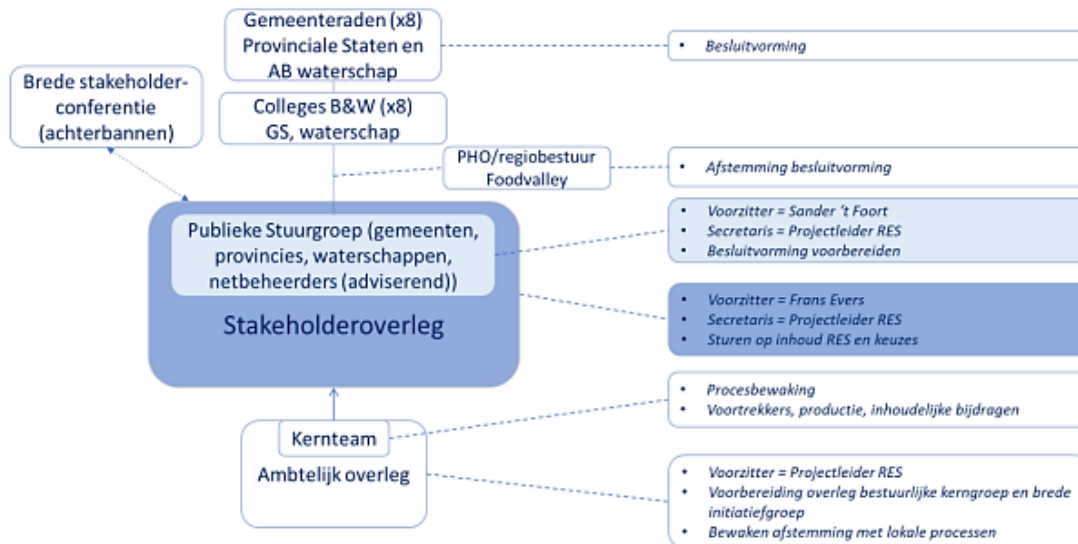 Gemeenteraden (x8)
Provinciale Staten en
AB waterschap
• Besluitvorming
Brede stakeholder-
conferentie
(achterbannen)
Colleges B&W (x8)
GS, waterschap
PHO/regiobestuur
Foodvalley
• Afstemming besluitvorming
Publieke Stuurgroep (gemeenten,
provincies, waterschappen,
netbeheerders (adviserend))
• Voorzitter = Sander ‘t Foort
• Secretaris = Projectleider RES
• Besluitvorming voorbereiden
Stakeholderoverleg
• Voorzitter = Frans Evers
• Secretaris = Projectleider RES
• Sturen op inhoud RES en keuzes
Kernteam
• Procesbewaking
• Voortrekkers, productie, inhoudelijke bijdragen
Ambtelijk overleg
• Voorzitter = Projectleider RES
• Voorbereiding overleg bestuurlijke kerngroep en brede
initiatiefgroep
• Bewaken afstemming met lokale processen